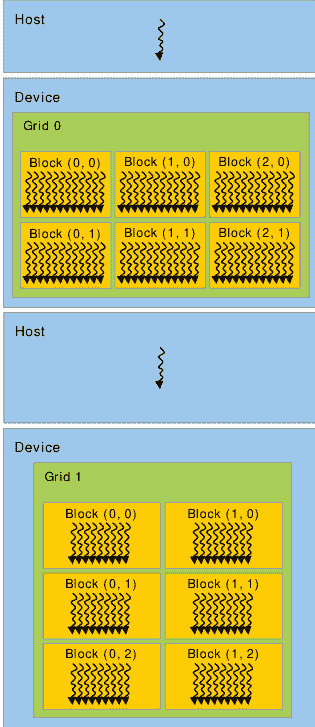 Host
Device
Grid 0
Block (0, 0) Block (1, 0) Block (2, 0)
Block (0, 1) Block (1, 1) Block (2, 1)
Host
Device
Grid 1
Block (0, 0) Block (1, 0)
Block (0, 1) Block (1, 1)
Block (0, 2) Block (1, 2)